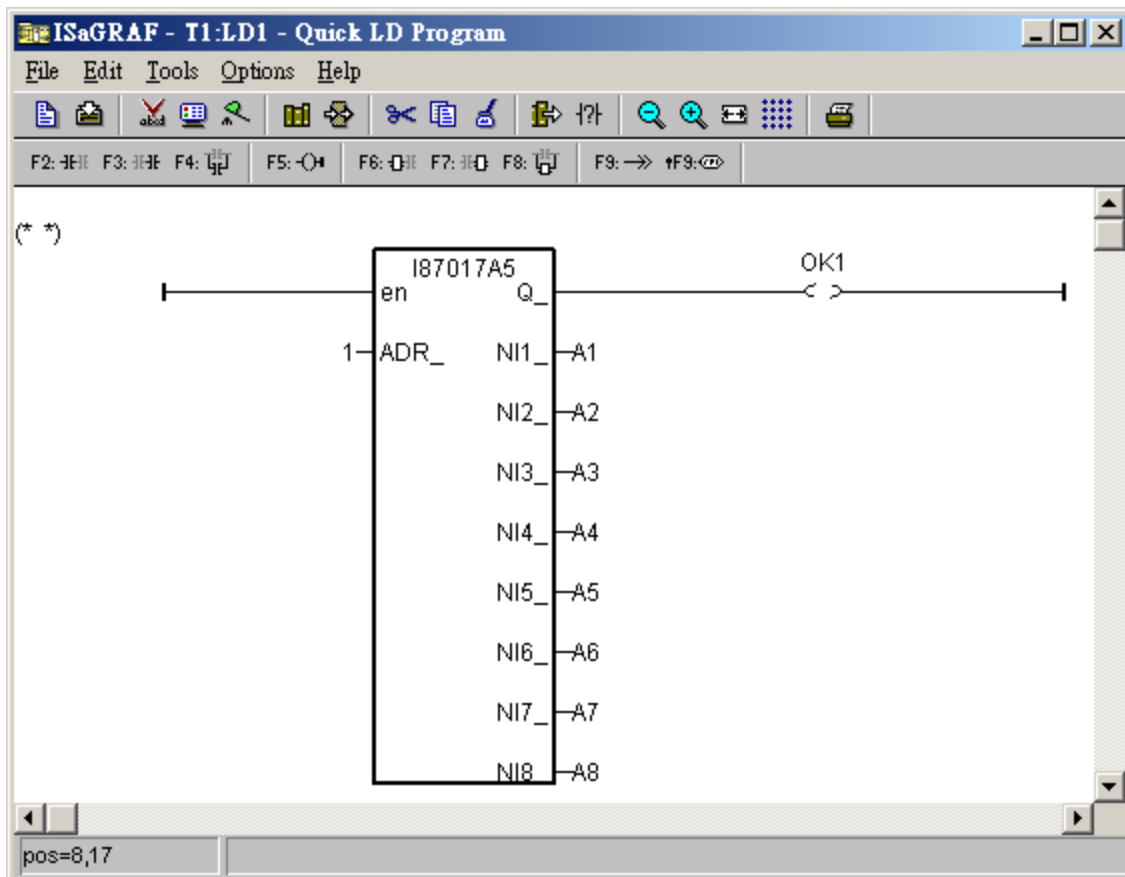 ISaGRAF - T1:LD1 - Quick LD Program
File Edit Tools Options Help
F2: F3: F4: F5: F6: F7: F8: F9: ↑F9:
(* *)
I87017A5
OK1
en Q_
1 ADR_ NI1_ A1
NI2_ A2
NI3_ A3
NI4_ A4
NI5_ A5
NI6_ A6
NI7_ A7
NI8_ A8
pos=8,17